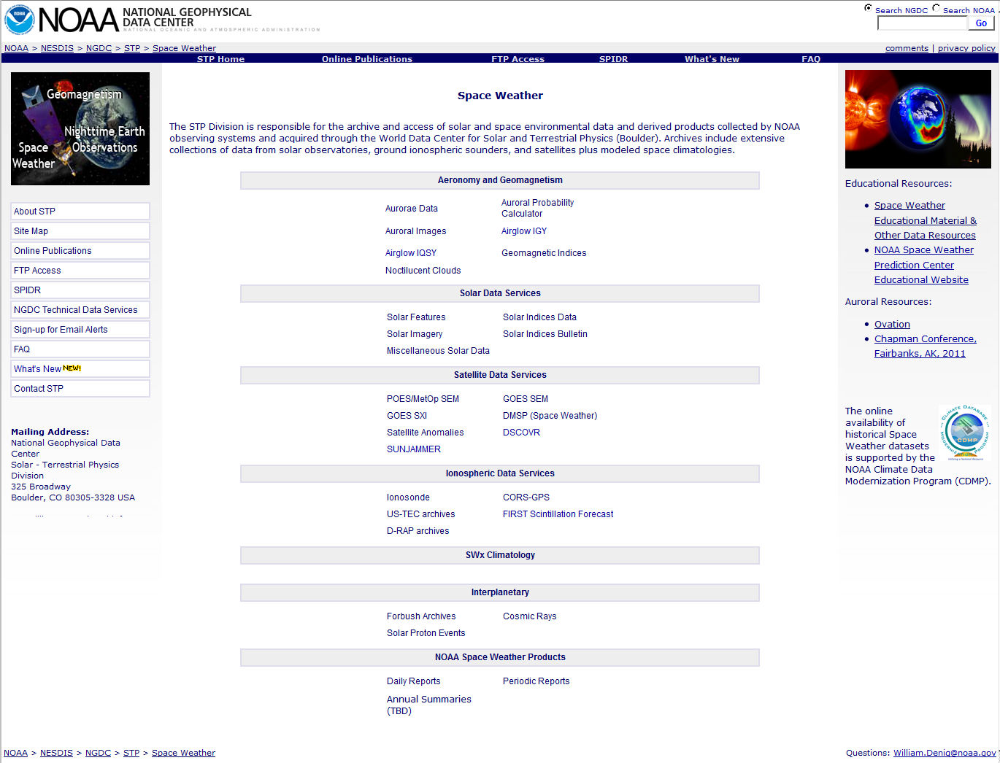 NOAA NATIONAL GEOPHYSICAL
DATA CENTER
NATIONAL OCEANIC AND ATMOSPHERIC ADMINISTRATION
Search NGDC Search NOAA
Go
NOAA > NESDIS > NGDC > STP > Space Weather
comments | privacy policy
STP Home Online Publications FTP Access SPIDR What's New FAQ
Geomagnetism
Nighttime Earth
Observations
Space
Weather
About STP
Site Map
Online Publications
FTP Access
SPIDR
NGDC Technical Data Services
Sign-up for Email Alerts
FAQ
What's New NEW!
Contact STP
Mailing Address:
National Geophysical Data
Center
Solar - Terrestrial Physics
Division
325 Broadway
Boulder, CO 80305-3328 USA
Space Weather
The STP Division is responsible for the archive and access of solar and space environmental data and derived products collected by NOAA
observing systems and acquired through the World Data Center for Solar and Terrestrial Physics (Boulder). Archives include extensive
collections of data from solar observatories, ground ionospheric sounders, and satellites plus modeled space climatologies.
Aeronomy and Geomagnetism
Aurorae Data
Auroral Probability
Calculator
Auroral Images Airglow IGY
Airglow IQSY Geomagnetic Indices
Noctilucent Clouds
Solar Data Services
Solar Features Solar Indices Data
Solar Imagery Solar Indices Bulletin
Miscellaneous Solar Data
Satellite Data Services
POES/MetOp SEM GOES SEM
GOES SXI DMSP (Space Weather)
Satellite Anomalies DSCOVR
SUNJAMMER
Ionospheric Data Services
Ionosonde CORS-GPS
US-TEC archives FIRST Scintillation Forecast
D-RAP archives
SWx Climatology
Interplanetary
Forbush Archives Cosmic Rays
Solar Proton Events
NOAA Space Weather Products
Daily Reports Periodic Reports
Annual Summaries
(TBD)
Educational Resources:
Space Weather
Educational Material &
Other Data Resources
NOAA Space Weather
Prediction Center
Educational Website
Auroral Resources:
Ovation
Chapman Conference,
Fairbanks, AK, 2011
The online
availability of
historical Space
Weather datasets
is supported by the
NOAA Climate Data
Modernization Program (CDMP).
CLIMATE DATABASE
MODERNIZATION PROGRAM
CDMP
NOAA > NESDIS > NGDC > STP > Space Weather
Questions: William.Denig@noaa.gov